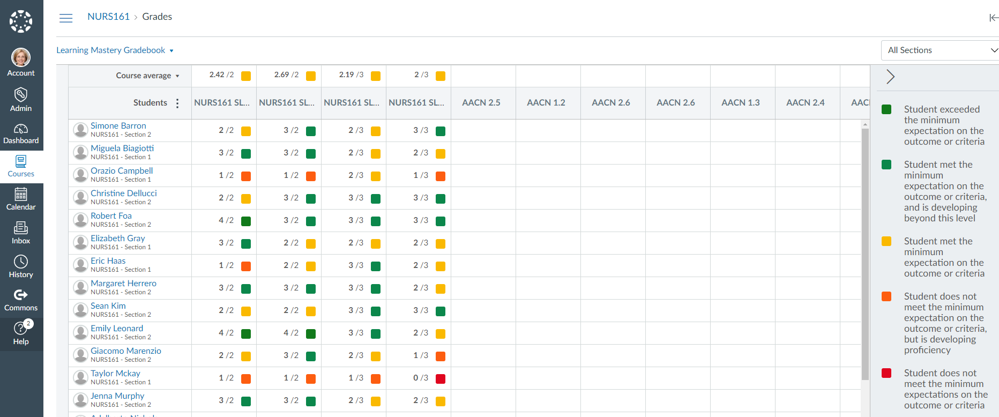 NURS161 › Grades
Account
Admin
Dashboard
Courses
Calendar
Inbox
History
Commons
2
Help
Learning Mastery Gradebook
All Sections
Course average 2.42 /2 2.69 /2 2.19 /3 2 /3
Students NURS161 SL... NURS161 SL... NURS161 SL... NURS161 SL... AACN 2.5 AACN 1.2 AACN 2.6 AACN 2.6 AACN 1.3 AACN 2.4 AAC
Simone Barron 2 /2 3 /2 2 /3 3 /3
NURS161 - Section 2
Miguela Biagiotti 3 /2 3 /2 2 /3 2 /3
NURS161 - Section 1
Orazio Campbell 1 /2 1 /2 2 /3 1 /3
NURS161 - Section 1
Christine Dellucci 2 /2 3 /2 3 /3 3 /3
NURS161 - Section 2
Robert Foa 4 /2 3 /2 3 /3 3 /3
NURS161 - Section 2
Elizabeth Gray 3 /2 2 /2 2 /3 2 /3
NURS161 - Section 1
Eric Haas 1 /2 2 /2 3 /3 2 /3
NURS161 - Section 1
Margaret Herrero 3 /2 3 /2 3 /3 2 /3
NURS161 - Section 2
Sean Kim 2 /2 2 /2 3 /3 3 /3
NURS161 - Section 2
Emily Leonard 4 /2 4 /2 3 /3 2 /3
NURS161 - Section 2
Giacomo Marenzio 2 /2 3 /2 2 /3 1 /3
NURS161 - Section 2
Taylor Mckay 1 /2 1 /2 1 /3 0 /3
NURS161 - Section 1
Jenna Murphy 3 /2 3 /2 2 /3 2 /3
NURS161 - Section 2
Student exceeded
the minimum
expectation on the
outcome or criteria
Student met the
minimum
expectation on the
outcome or criteria,
and is developing
beyond this level
Student met the
minimum
expectation on the
outcome or criteria
Student does not
meet the minimum
expectation on the
outcome or criteria,
but is developing
proficiency
Student does not
meet the minimum
expectations on the
outcome or criteria